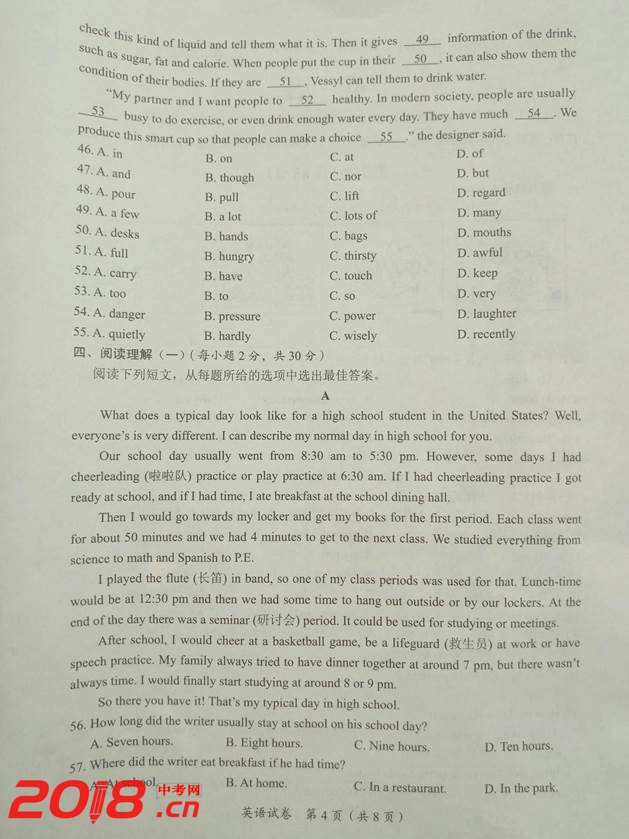 check this kind of liquid and tell them what it is. Then it gives 49 information of the drink,
such as sugar, fat and calorie. When people put the cup in their 50 , it can also show them the
condition of their bodies. If they are 51 , Vessyl can tell them to drink water.
"My partner and I want people to 52 healthy. In modern society, people are usually
53 busy to do exercise, or even drink enough water every day. They have much 54 . We
produce this smart cup so that people can make a choice 55 ." the designer said.
46. A. in B. on C. at D. of
47. A. and B. though C. nor D. but
48. A. pour B. pull C. lift D. regard
49. A. a few B. a lot C. lots of D. many
50. A. desks B. hands C. bags D. mouths
51. A. full B. hungry C. thirsty D. awful
52. A. carry B. have C. touch D. keep
53. A. too B. to C. so D. very
54. A. danger B. pressure C. power D. laughter
55. A. quietly B. hardly C. wisely D. recently
四、阅读理解（一）（每小题 2 分，共 30 分）
阅读下列短文，从每题所给的选项中选出最佳答案。
A
What does a typical day look like for a high school student in the United States? Well,
everyone's is very different. I can describe my normal day in high school for you.
Our school day usually went from 8:30 am to 5:30 pm. However, some days I had
cheerleading (啦啦队) practice or play practice at 6:30 am. If I had cheerleading practice I got
ready at school, and if I had time, I ate breakfast at the school dining hall.
Then I would go towards my locker and get my books for the first period. Each class went
for about 50 minutes and we had 4 minutes to get to the next class. We studied everything from
science to math and Spanish to P.E.
I played the flute (长笛) in band, so one of my class periods was used for that. Lunch-time
would be at 12:30 pm and then we had some time to hang out outside or by our lockers. At the
end of the day there was a seminar (研讨会) period. It could be used for studying or meetings.
After school, I would cheer at a basketball game, be a lifeguard (救生员) at work or have
speech practice. My family always tried to have dinner together at around 7 pm, but there wasn't
always time. I would finally start studying at around 8 or 9 pm.
So there you have it! That's my typical day in high school.
56. How long did the writer usually stay at school on his school day?
A. Seven hours. B. Eight hours. C. Nine hours. D. Ten hours.
57. Where did the writer eat breakfast if he had time?
A. At school. B. At home. C. In a restaurant. D. In the park.
2018 中考网 .cn
英语试卷 第 4 页（共 8 页）